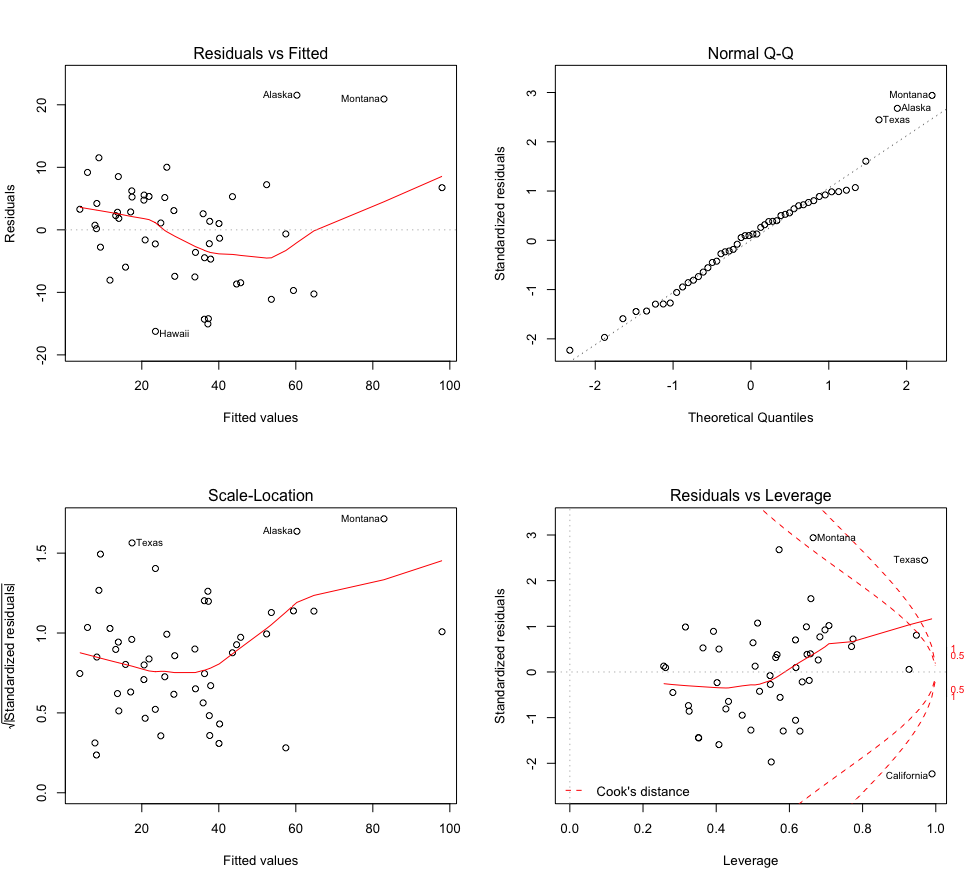 Residuals vs Fitted
Residuals
20
10
0
-10
-20
Alaska
Montana
Hawaii
20 40 60 80 100
Fitted values
Normal Q-Q
Standardized residuals
3
2
1
0
-1
-2
Montana
Alaska
Texas
-2 -1 0 1 2
Theoretical Quantiles
Scale-Location
√|Standardized residuals|
1.5
1.0
0.5
0.0
Montana
Alaska
Texas
20 40 60 80 100
Fitted values
Residuals vs Leverage
Standardized residuals
3
2
1
0
-1
-2
Montana
Texas
1
0.5
0.5
1
California
Cook's distance
0.0 0.2 0.4 0.6 0.8 1.0
Leverage